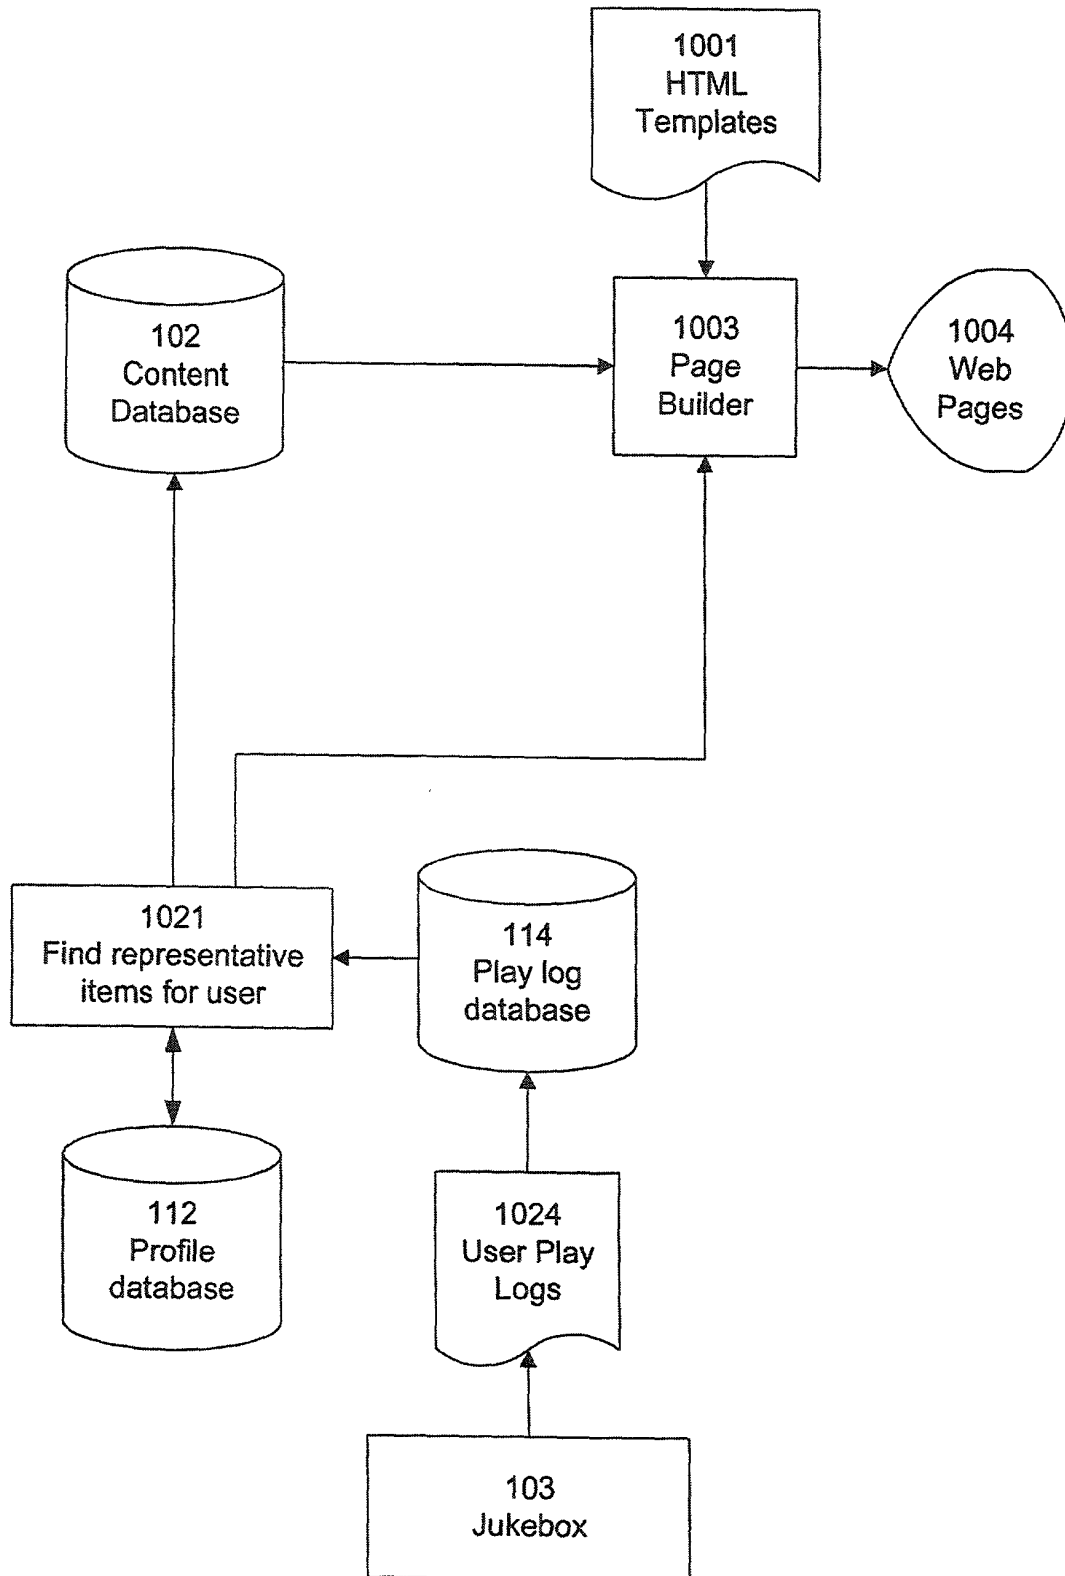 1001
HTML
Templates
102
Content
Database
1003
Page
Builder
1004
Web
Pages
1021
Find representative
items for user
114
Play log
database
112
Profile
database
1024
User Play
Logs
103
Jukebox